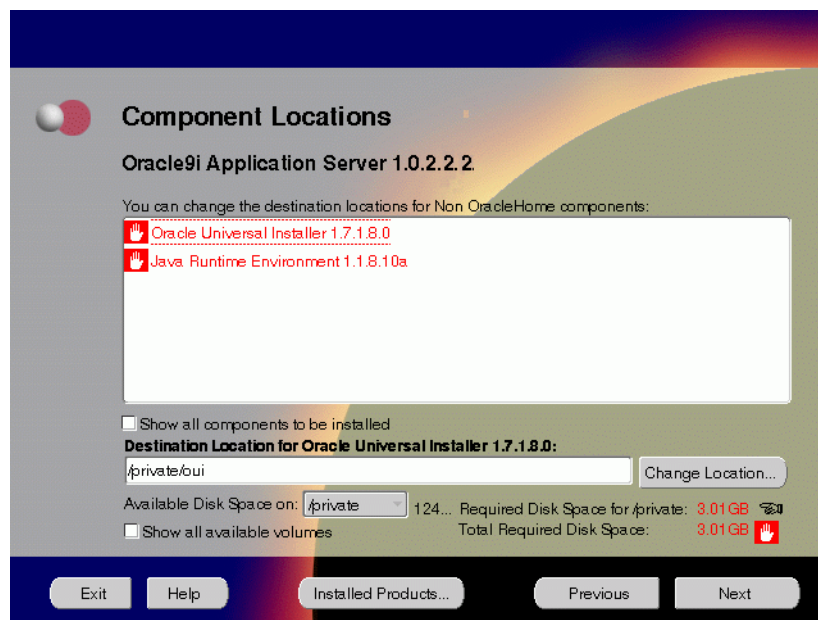 Component Locations
Oracle9i Application Server 1.0.2.2.2.
You can change the destination locations for Non OracleHome components:
Oracle Universal Installer 1.7.1.8.0
Java Runtime Environment 1.1.8.10a
Show all components to be installed
Destination Location for Oracle Universal Installer 1.7.1.8.0:
/private/oui
Change Location...
Available Disk Space on: /private 124... Required Disk Space for /private: 3.01GB
Show all available volumes Total Required Disk Space: 3.01GB
Exit Help Installed Products... Previous Next